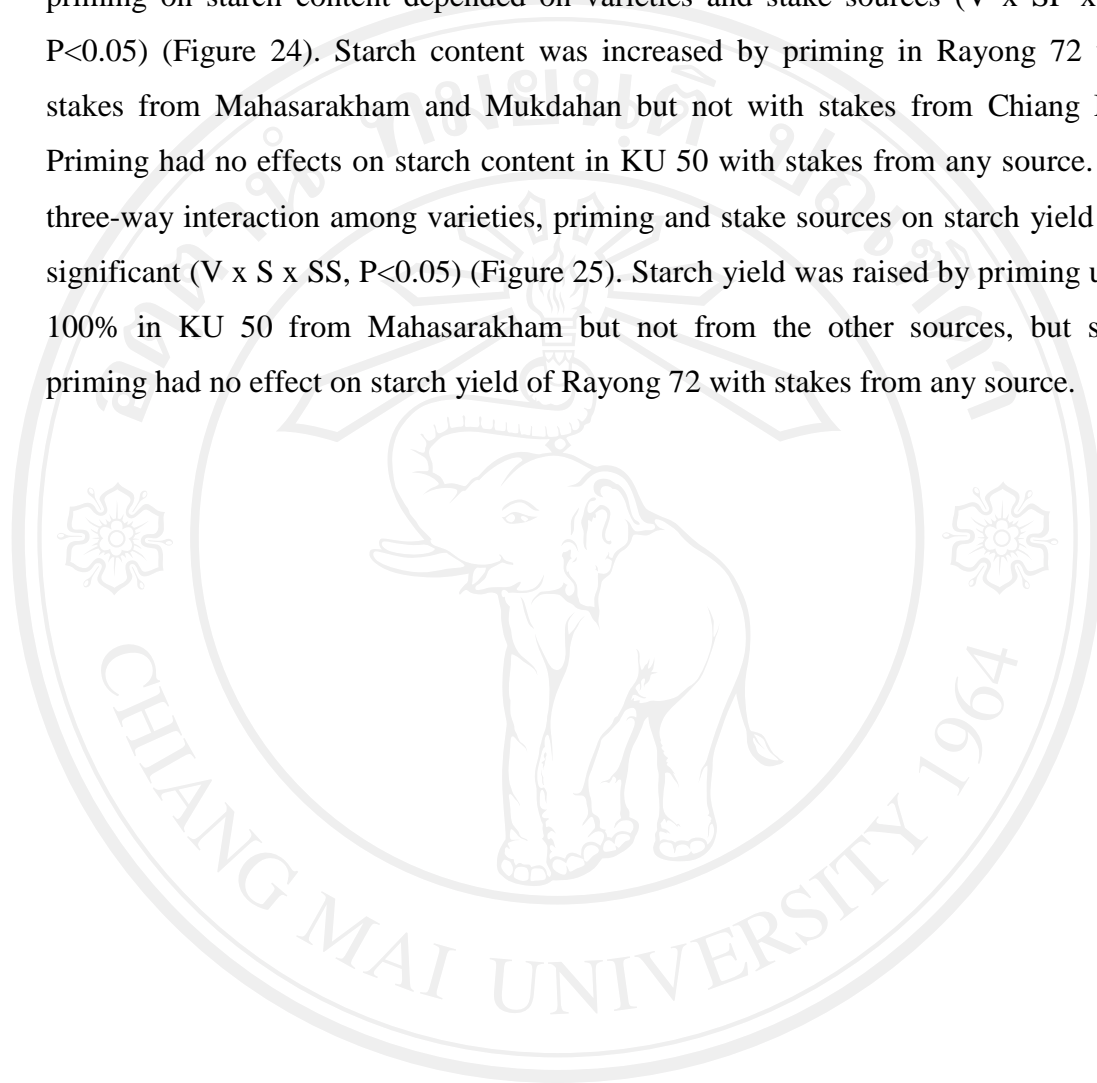 priming on starch content depended on varieties and stake sources (V x SP x
P<0.05) (Figure 24). Starch content was increased by priming in Rayong 72
stakes from Mahasarakham and Mukdahan but not with stakes from Chiang
Priming had no effects on starch content in KU 50 with stakes from any source.
three-way interaction among varieties, priming and stake sources on starch yield
significant (V x S x SS, P<0.05) (Figure 25). Starch yield was raised by priming
100% in KU 50 from Mahasarakham but not from the other sources, but
priming had no effect on starch yield of Rayong 72 with stakes from any source.
CHIANG MAI UNIVERSITY 1964